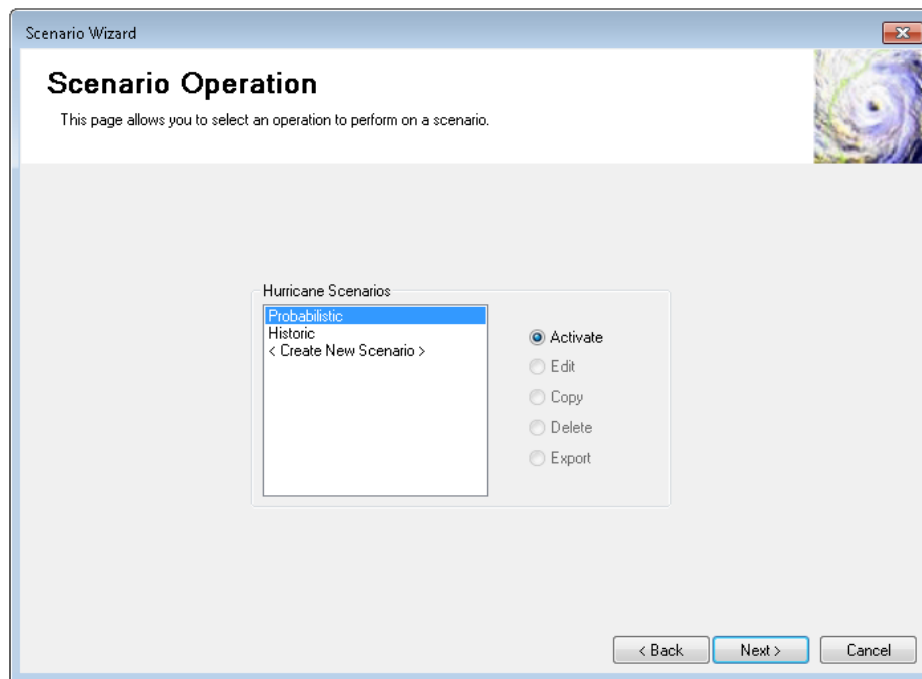 Scenario Wizard
Scenario Operation
This page allows you to select an operation to perform on a scenario.
Hurricane Scenarios
Probabilistic
Historic
< Create New Scenario >
Activate
Edit
Copy
Delete
Export
< Back
Next >
Cancel